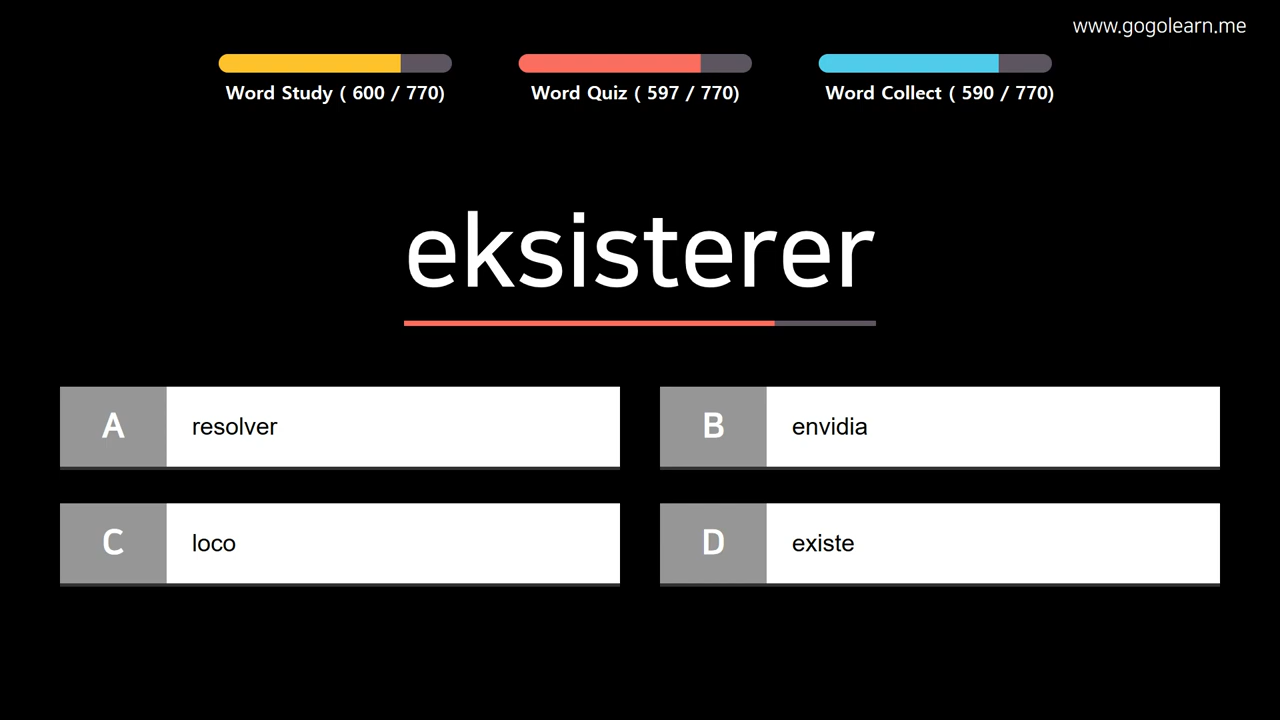 www.gogolearn.me
Word Study ( 600 / 770)
Word Quiz ( 597 / 770)
Word Collect ( 590 / 770)
eksisterer
A resolver
B envidia
C loco
D existe